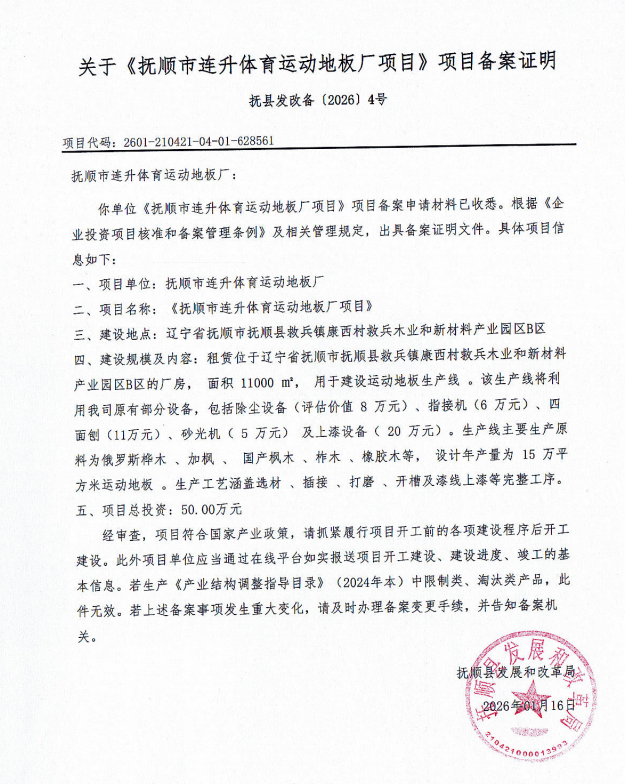 关于《抚顺市连升体育运动地板厂项目》项目备案证明
抚县发改备〔2026〕4号
项目代码：2601-210421-04-01-628561
抚顺市连升体育运动地板厂：
你单位《抚顺市连升体育运动地板厂项目》项目备案申请材料已收悉。根据《企
业投资项目核准和备案管理条例》及相关管理规定，出具备案证明文件。具体项目信
息如下：
一、项目单位：抚顺市连升体育运动地板厂
二、项目名称：《抚顺市连升体育运动地板厂项目》
三、建设地点：辽宁省抚顺市抚顺县救兵镇康西村救兵木业和新材料产业园区B区
四、建设规模及内容：租赁位于辽宁省抚顺市抚顺县救兵镇康西村救兵木业和新材料
产业园区B区的厂房， 面积 11000 ㎡， 用于建设运动地板生产线 。该生产线将利
用我司原有部分设备，包括除尘设备（评估价值 8 万元）、指接机（6 万元）、四
面刨（11万元）、砂光机（ 5 万元） 及上漆设备（ 20 万元）。生产线主要生产原
料为俄罗斯桦木 、加枫 、 国产枫木 、柞木 、橡胶木等， 设计年产量为 15 万平
方米运动地板 。生产工艺涵盖选材 、插接 、打磨 、开槽及漆线上漆等完整工序。
五、项目总投资：50.00万元
经审查，项目符合国家产业政策，请抓紧履行项目开工前的各项建设程序后开工
建设。此外项目单位应当通过在线平台如实报送项目开工建设、建设进度、竣工的基
本信息。若生产《产业结构调整指导目录》（2024年本）中限制类、淘汰类产品，此
件无效。若上述备案事项发生重大变化，请及时办理备案变更手续，并告知备案机
关。
抚顺县发展和改革局
2026年01月16日
抚顺县发展和改革局
210421000013993